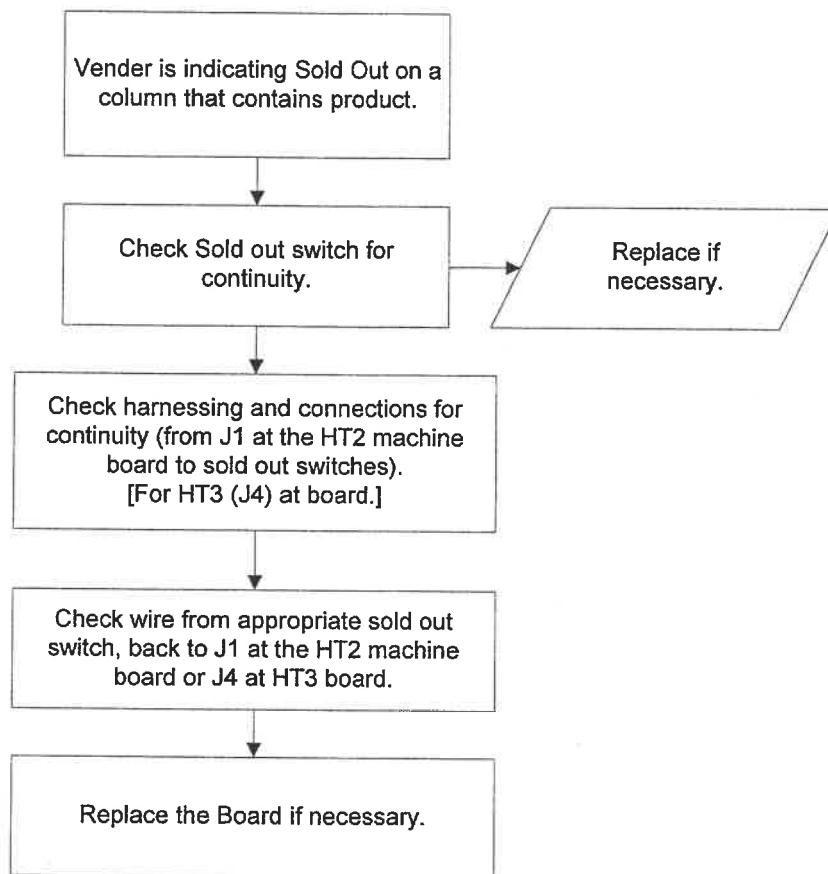 Vender is indicating Sold Out on a
column that contains product.
Check Sold out switch for
continuity.
Replace if
necessary.
Check harnessing and connections for
continuity (from J1 at the HT2 machine
board to sold out switches).
[For HT3 (J4) at board.]
Check wire from appropriate sold out
switch, back to J1 at the HT2 machine
board or J4 at HT3 board.
Replace the Board if necessary.